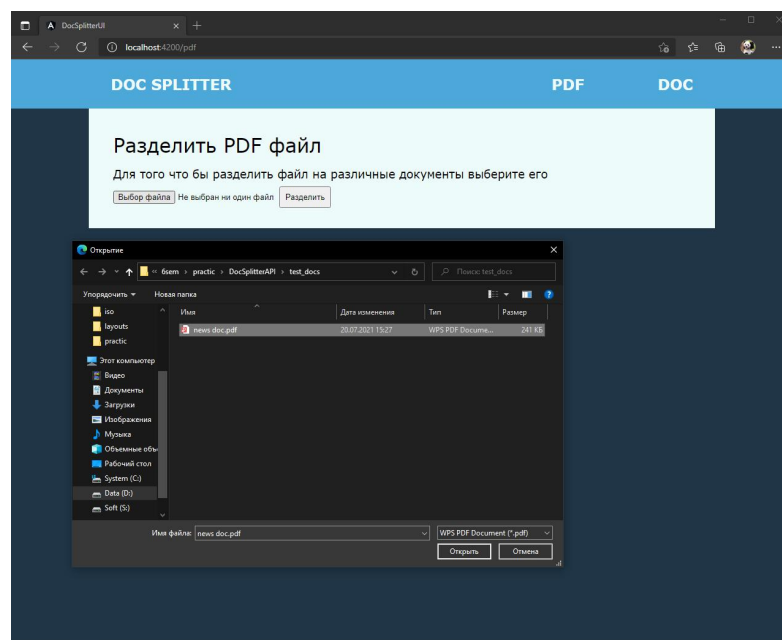 DocSplitterUI
localhost:4200/pdf
DOC SPLITTER PDF DOC
Разделить PDF файл
Для того что бы разделить файл на различные документы выберите его
Выбор файла Не выбран ни один файл Разделить
Открытие
« 6sem › practic › DocSplitterAPI › test_docs Поиск: test_docs
Упорядочить Новая папка
Имя Дата изменения Тип Размер
news doc.pdf 20.07.2021 15:27 WPS PDF Docume... 241 КБ
iso
layouts
practic
Этот компьютер
Видео
Документы
Загрузки
Изображения
Музыка
Объемные объ
Рабочий стол
System (C:)
Data (D:)
Soft (S:)
Имя файла: news doc.pdf WPS PDF Document (*.pdf)
Открыть Отмена